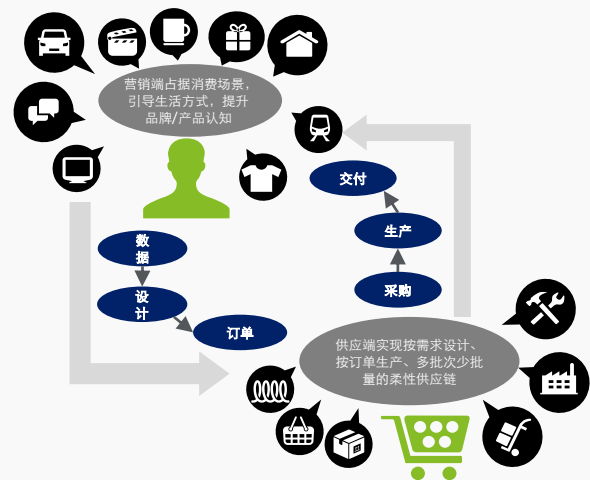 营销端占据消费场景，
引导生活方式，提升
品牌/产品认知
交付
生产
采购
数
据
设
计
订单
供应端实现按需求设计、
按订单生产、多批次少批
量的柔性供应链